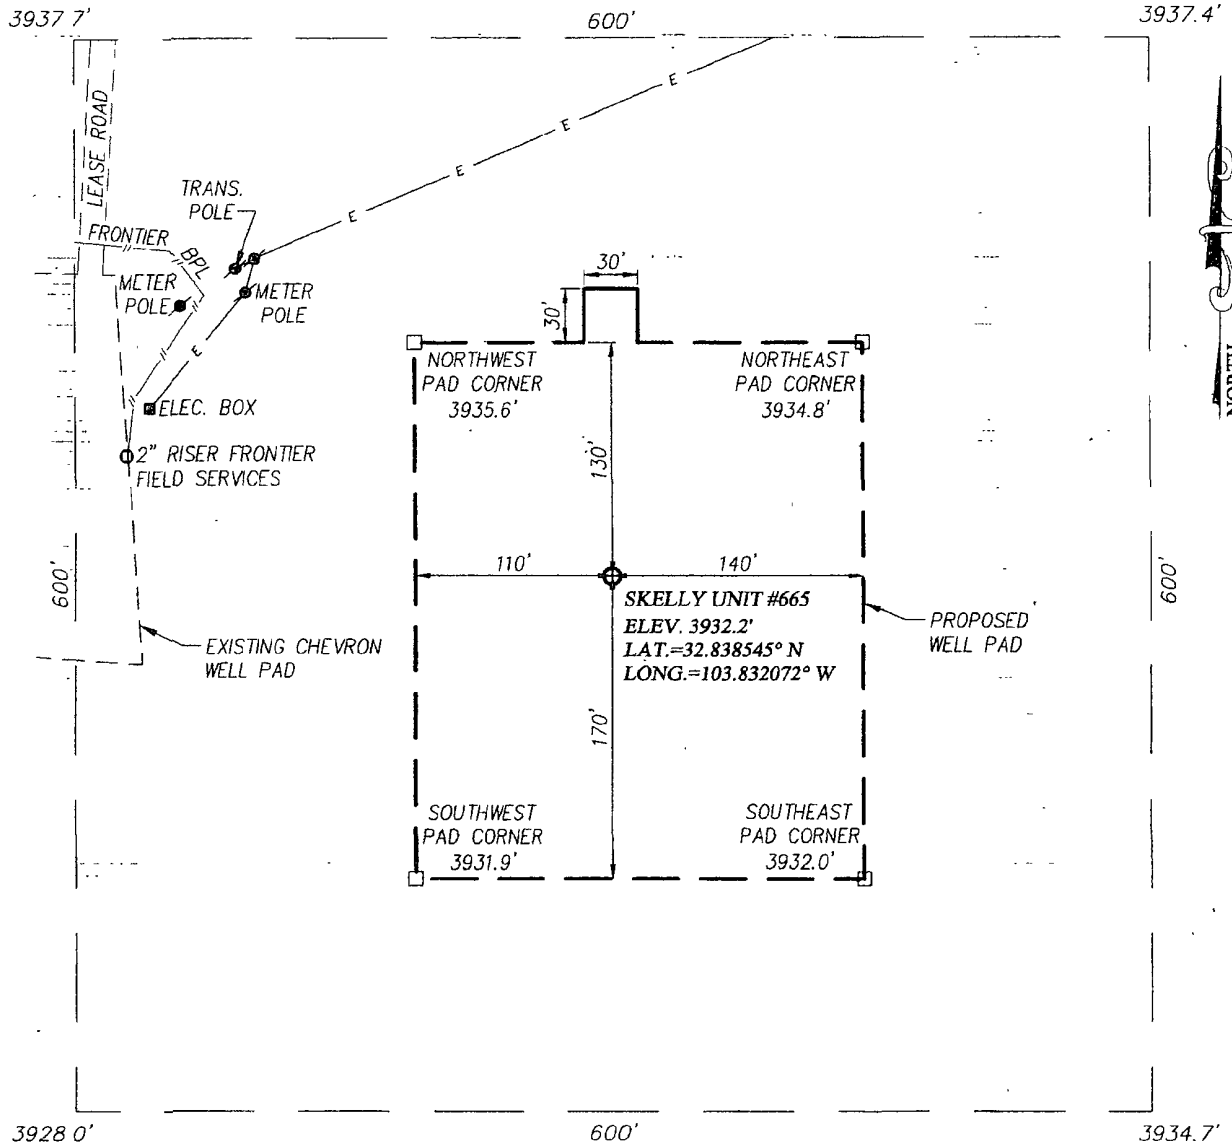 3937 7'
600'
3937.4'
LEASE ROAD
TRANS.
POLE
FRONTIER
BPL
METER
POLE
METER
POLE
E
E
E
E
E
30'
30'
NORTH
NORTHWEST
PAD CORNER
3935.6'
NORTHEAST
PAD CORNER
3934.8'
ELEC. BOX
2" RISER FRONTIER
FIELD SERVICES
130'
110'
140'
600'
600'
SKELLY UNIT #665
ELEV. 3932.2'
LAT.=32.838545° N
LONG.=103.832072° W
PROPOSED
WELL PAD
EXISTING CHEVRON
WELL PAD
170'
SOUTHWEST
PAD CORNER
3931.9'
SOUTHEAST
PAD CORNER
3932.0'
3928 0'
600'
3934.7'